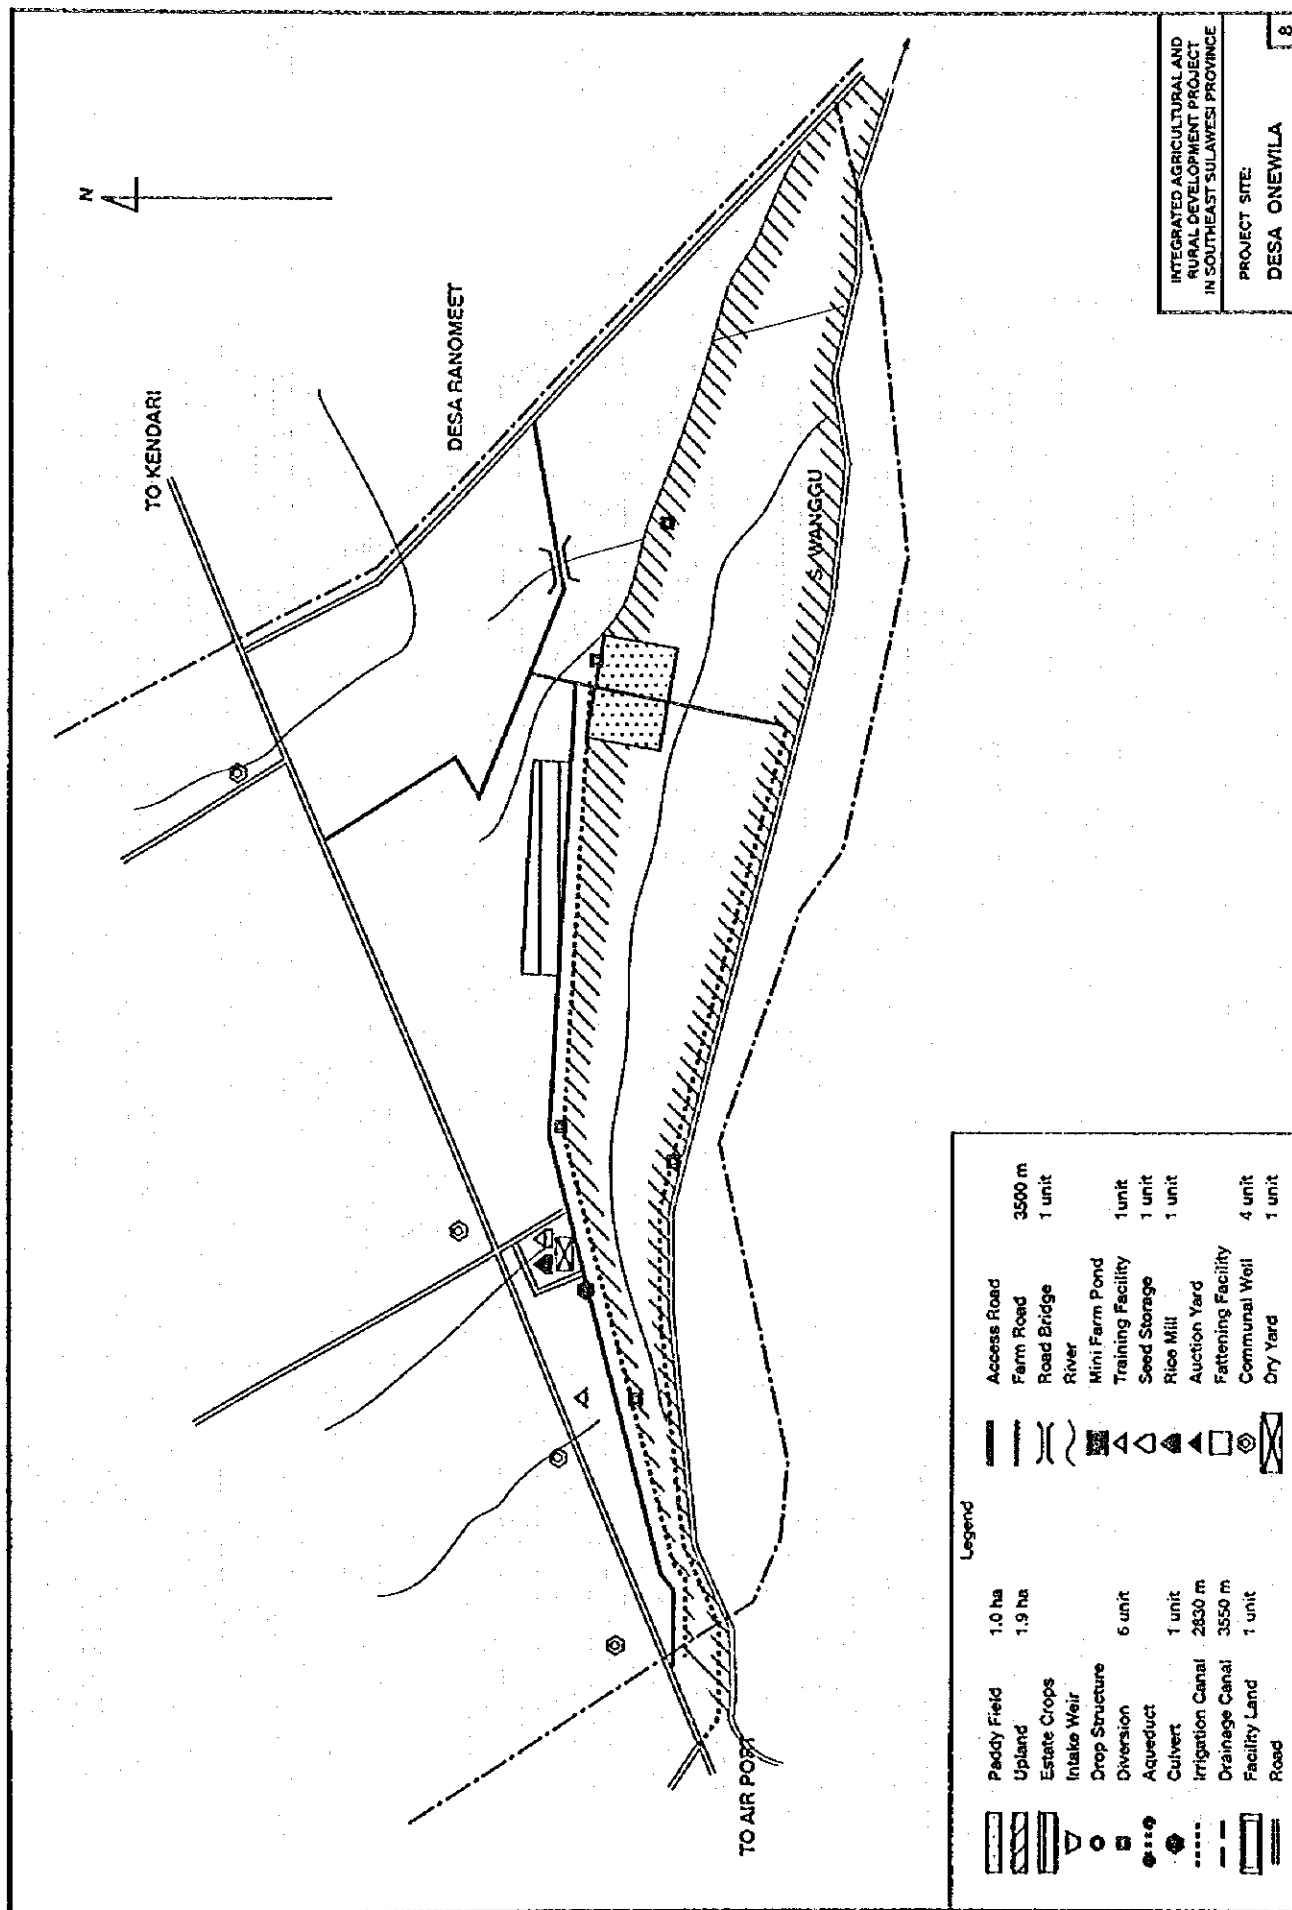 N
TO KENDARI
DESA RANOMEET
S. WANGGU
TO AIR PORT
Legend
Paddy Field 1.0 ha
Upland 1.9 ha
Estate Crops
Intake Weir
Drop Structure
Diversion 6 unit
Aqueduct
Culvert 1 unit
Irrigation Canal 2830 m
Drainage Canal 3550 m
Facility Land 1 unit
Road
Access Road
Farm Road 3500 m
Road Bridge 1 unit
River
Mini Farm Pond
Training Facility 1unit
Seed Storage 1 unit
Rice Mill 1 unit
Auction Yard
Fattening Facility
Communal Well 4 unit
Dry Yard 1 unit
INTEGRATED AGRICULTURAL AND
RURAL DEVELOPMENT PROJECT
IN SOUTHEAST SULAWESI PROVINCE
PROJECT SITE:
DESA ONEWILA
8